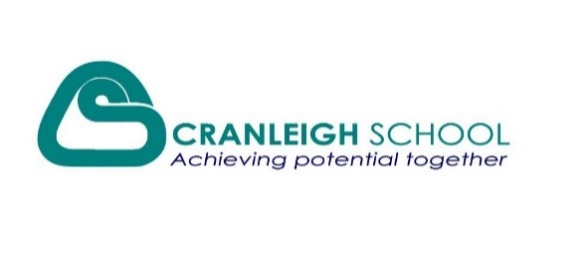 CRANLEIGH SCHOOL
Achieving potential together